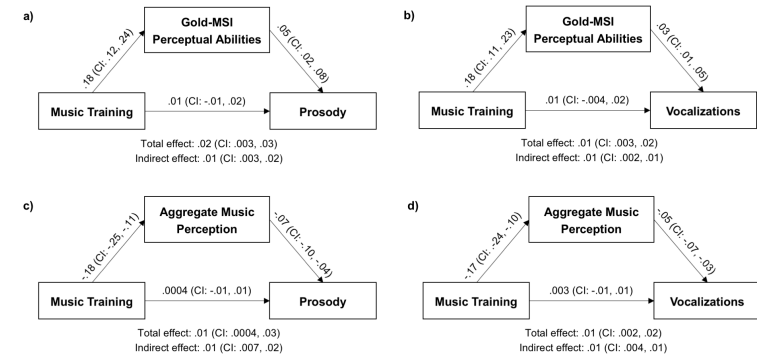 a)
Gold-MSI
Perceptual Abilities
.18 (CI: .12, .24)
.05 (CI: .02, .08)
Music Training
.01 (CI: -.01, .02)
Prosody
Total effect: .02 (CI: .003, .03)
Indirect effect: .01 (CI: .003, .02)
b)
Gold-MSI
Perceptual Abilities
.18 (CI: .11, .23)
.03 (CI: .01, .05)
Music Training
.01 (CI: -.004, .02)
Vocalizations
Total effect: .01 (CI: .003, .02)
Indirect effect: .01 (CI: .002, .01)
c)
Aggregate Music
Perception
-.18 (CI: -.25, -.11)
-.07 (CI: -.10, -.04)
Music Training
.0004 (CI: -.01, .01)
Prosody
Total effect: .01 (CI: .0004, .03)
Indirect effect: .01 (CI: .007, .02)
d)
Aggregate Music
Perception
-.17 (CI: -.24, -.10)
-.05 (CI: -.07, -.03)
Music Training
.003 (CI: -.01, .01)
Vocalizations
Total effect: .01 (CI: .002, .02)
Indirect effect: .01 (CI: .004, .01)